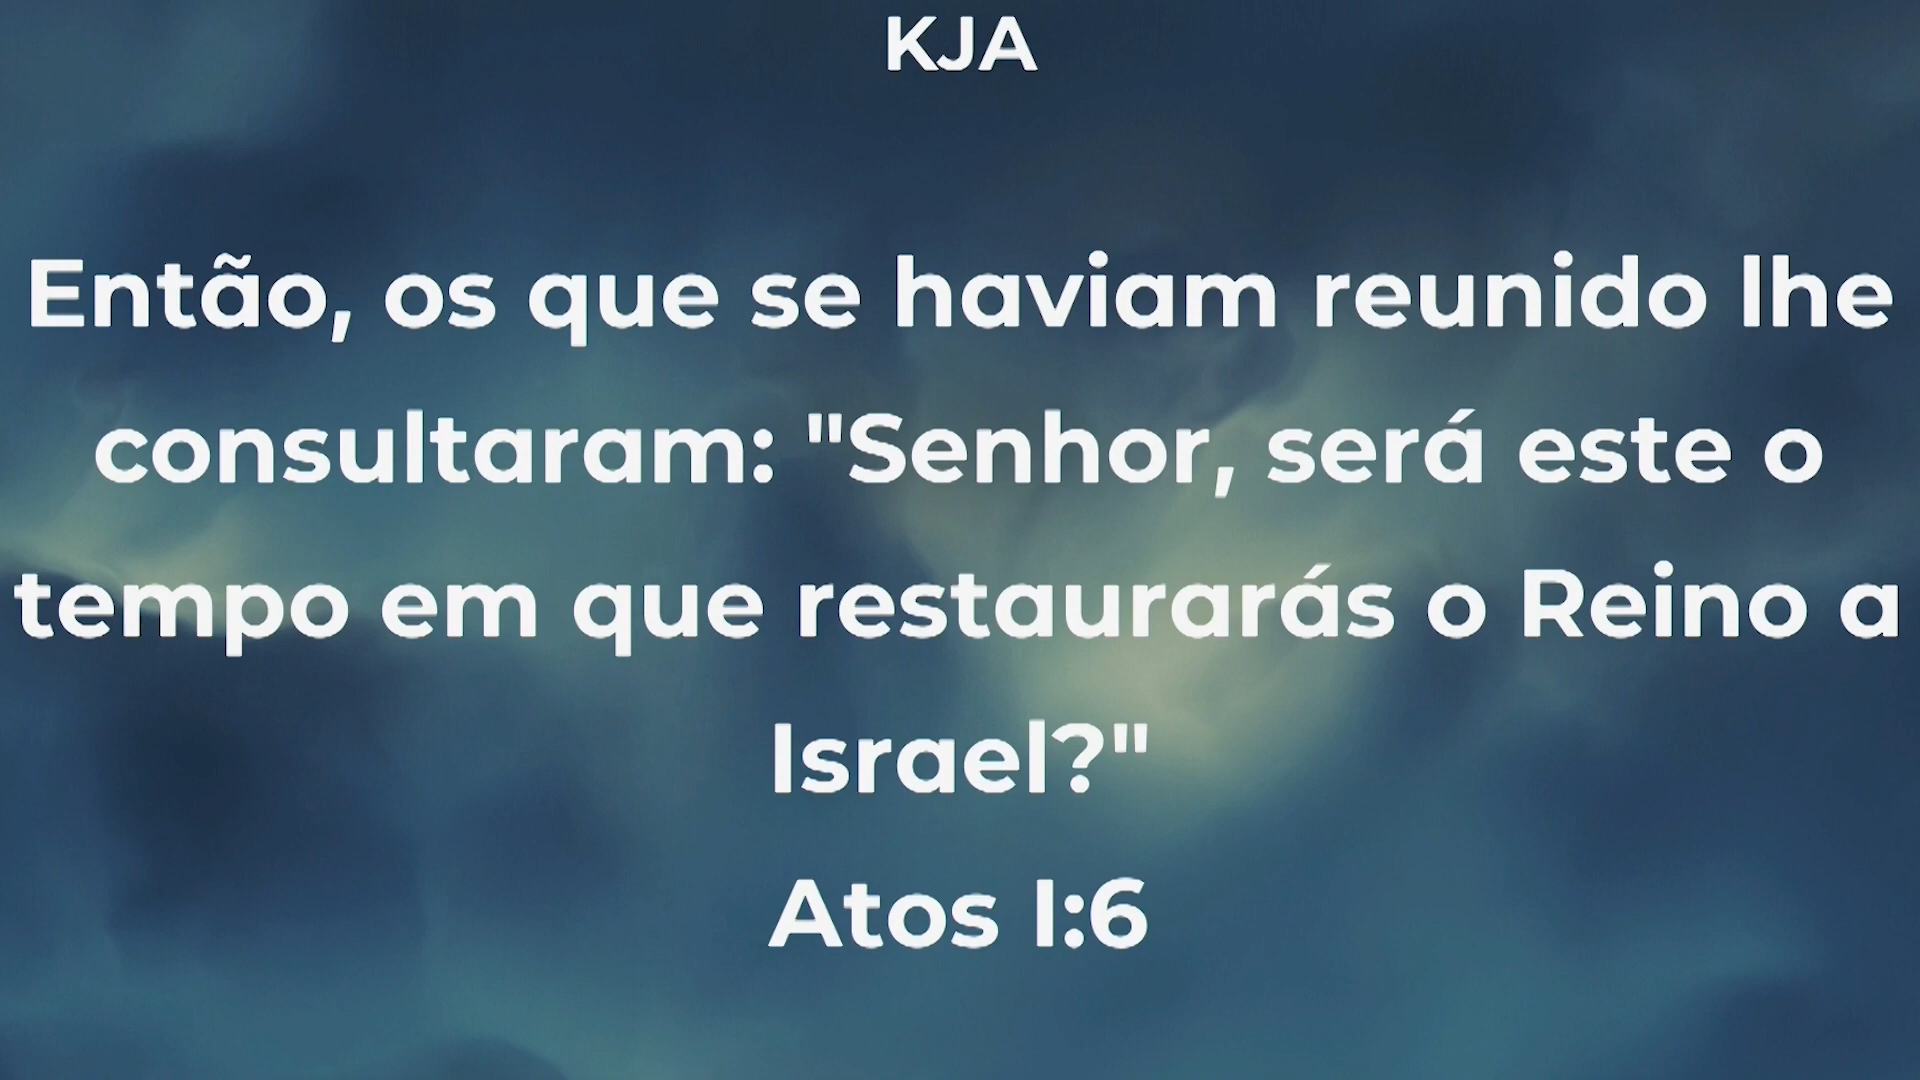 KJA
Então, os que se haviam reunido lhe
consultaram: "Senhor, será este o
tempo em que restaurarás o Reino a
Israel?"
Atos 1:6